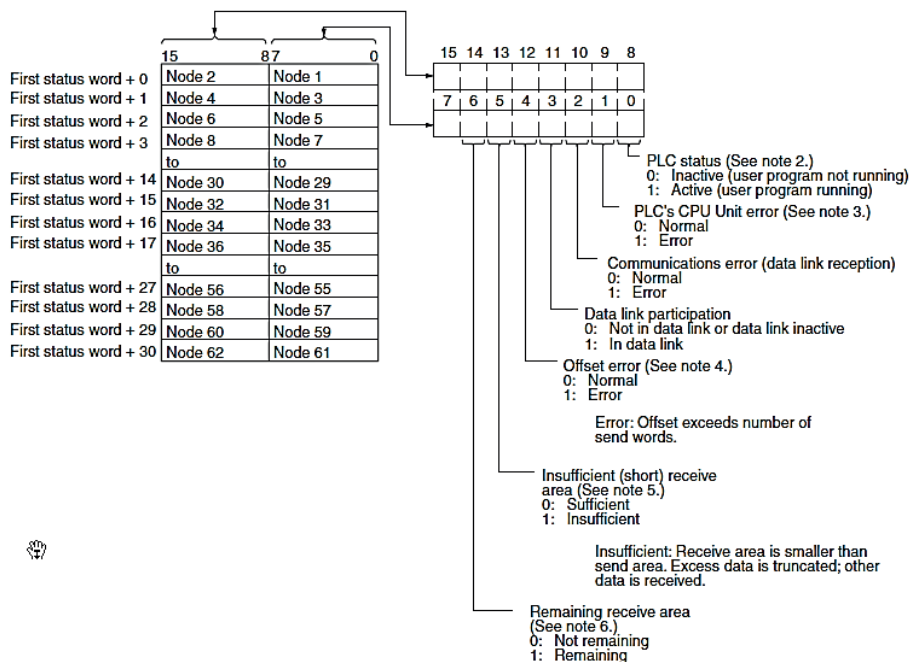 15 8 7 0
First status word + 0 Node 2 Node 1
First status word + 1 Node 4 Node 3
First status word + 2 Node 6 Node 5
First status word + 3 Node 8 Node 7
to to
First status word + 14 Node 30 Node 29
First status word + 15 Node 32 Node 31
First status word + 16 Node 34 Node 33
First status word + 17 Node 36 Node 35
to to
First status word + 27 Node 56 Node 55
First status word + 28 Node 58 Node 57
First status word + 29 Node 60 Node 59
First status word + 30 Node 62 Node 61
15 14 13 12 11 10 9 8
7 6 5 4 3 2 1 0
PLC status (See note 2.)
0: Inactive (user program not running)
1: Active (user program running)
PLC's CPU Unit error (See note 3.)
0: Normal
1: Error
Communications error (data link reception)
0: Normal
1: Error
Data link participation
0: Not in data link or data link inactive
1: In data link
Offset error (See note 4.)
0: Normal
1: Error
Error: Offset exceeds number of
send words.
Insufficient (short) receive
area (See note 5.)
0: Sufficient
1: Insufficient
Insufficient: Receive area is smaller than
send area. Excess data is truncated; other
data is received.
Remaining receive area
(See note 6.)
0: Not remaining
1: Remaining